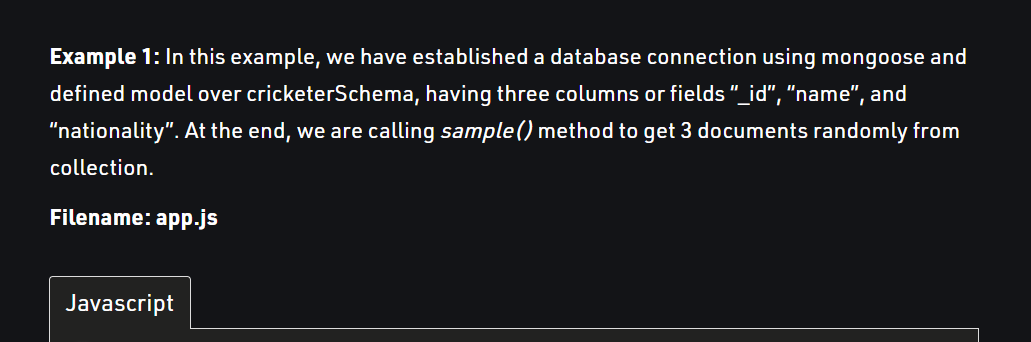 Example 1: In this example, we have established a database connection using mongoose and
defined model over cricketerSchema, having three columns or fields “_id”, “name”, and
“nationality”. At the end, we are calling sample() method to get 3 documents randomly from
collection.
Filename: app.js
Javascript